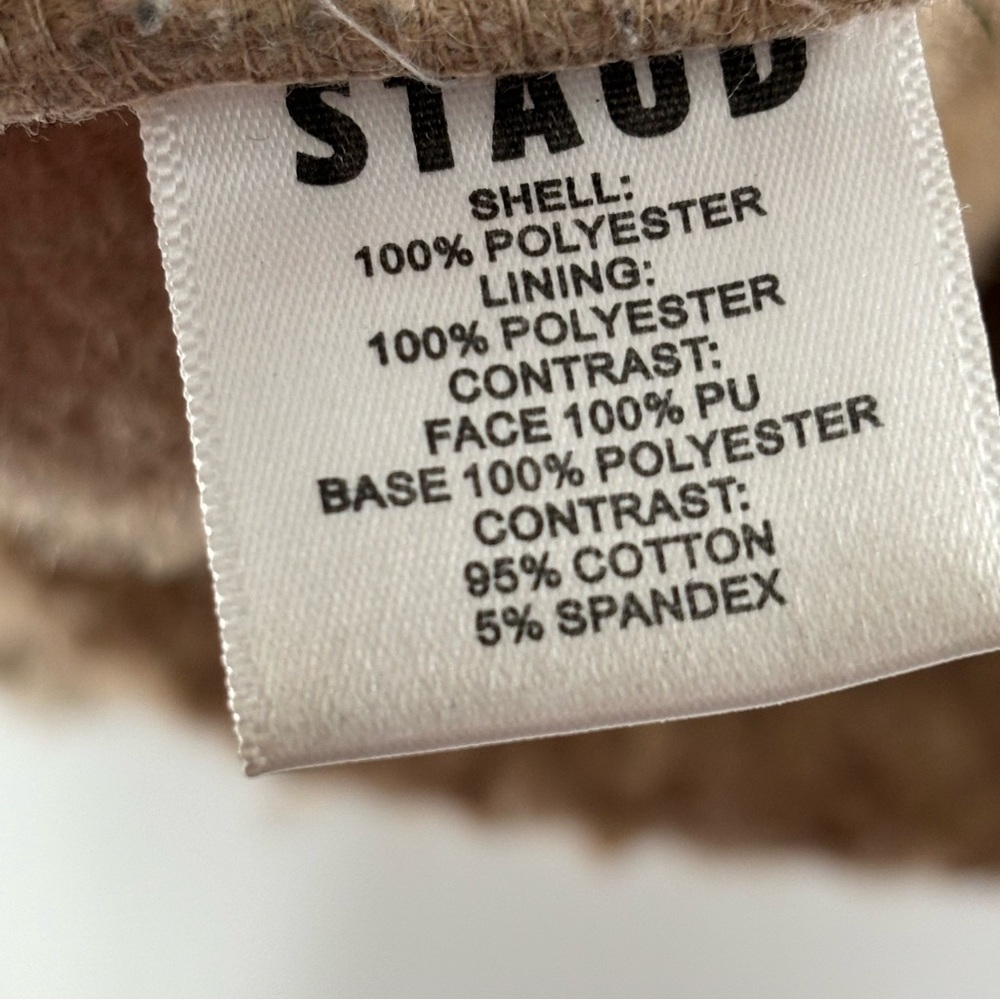 STAUD
SHELL:
100% POLYESTER
LINING:
100% POLYESTER
CONTRAST:
FACE 100% PU
BASE 100% POLYESTER
CONTRAST:
95% COTTON
5% SPANDEX